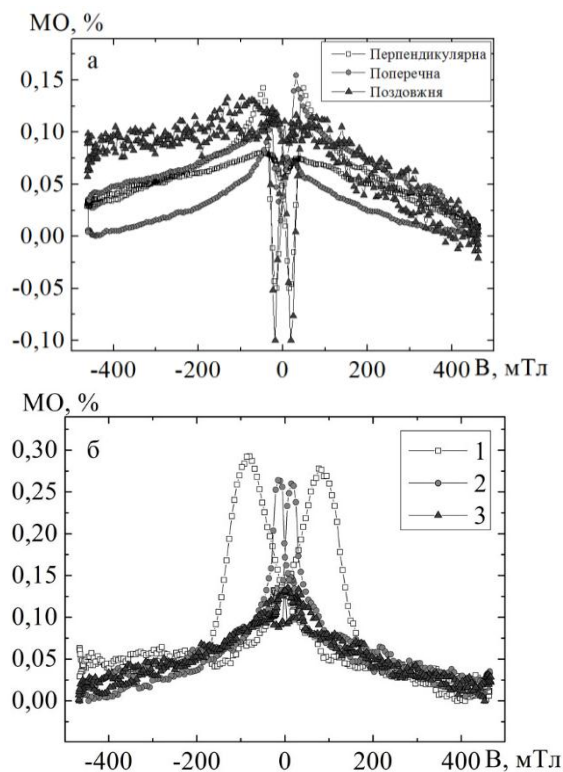 МО, %
а
Перпендикулярна
Поперечна
Поздовжня
0,15
0,10
0,05
0,00
-0,05
-0,10
-400 -200 0 200 400 В, мТл
МО, %
б
1
2
3
0,30
0,25
0,20
0,15
0,10
0,05
0,00
-400 -200 0 200 400 В, мТл